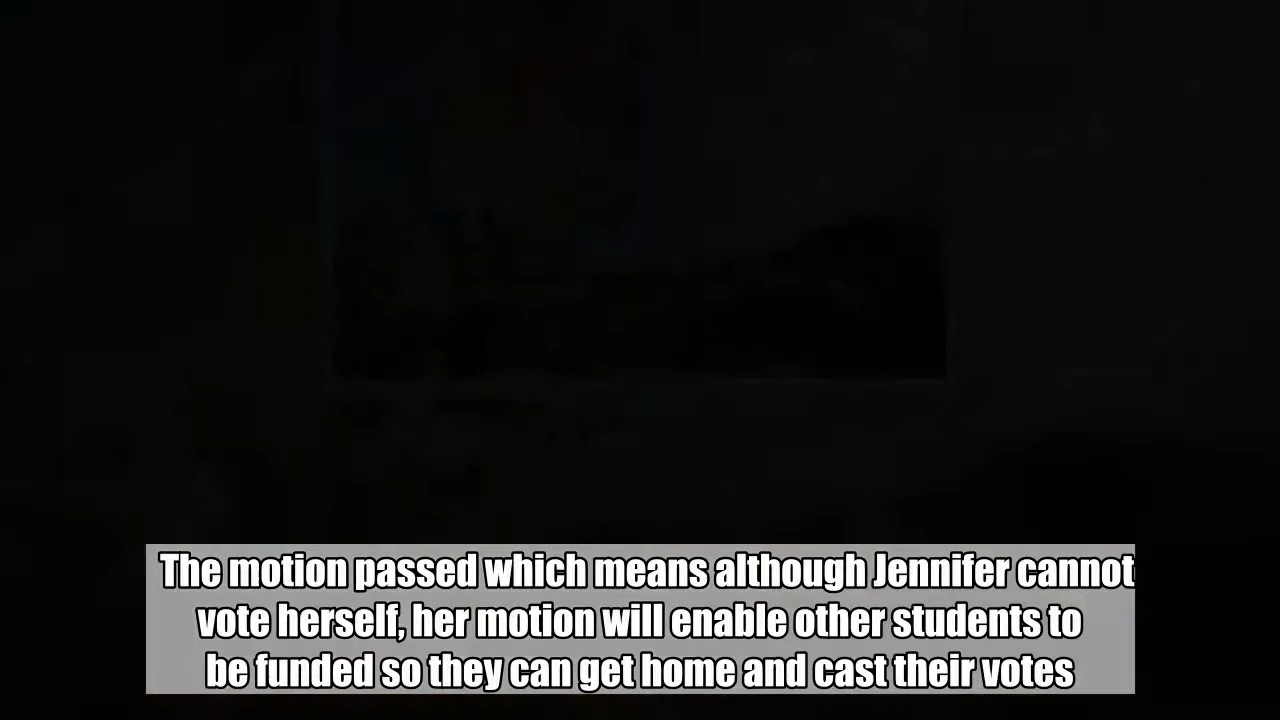 The motion passed which means although Jennifer cannot
vote herself, her motion will enable other students to
be funded so they can get home and cast their votes